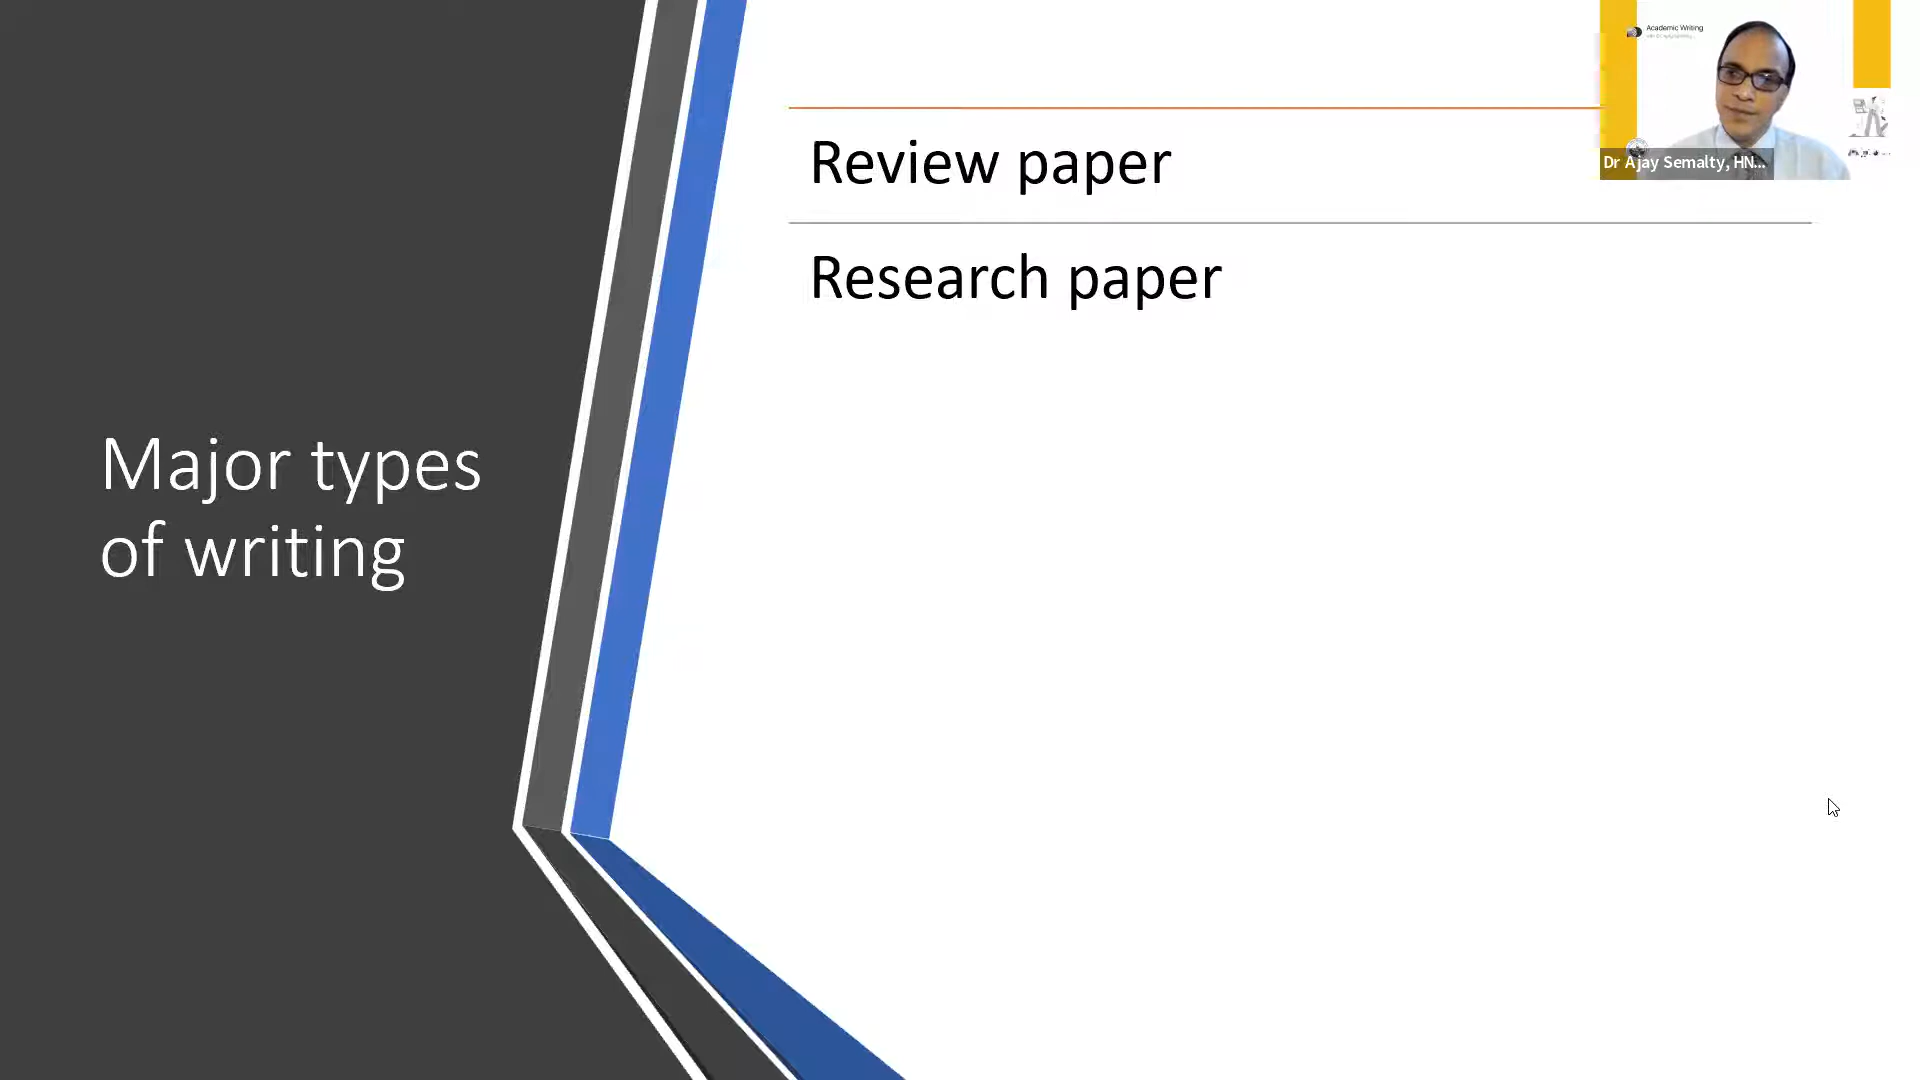 Major types
of writing
Review paper
Research paper
Academic Writing
Dr Ajay Semalty, HN...